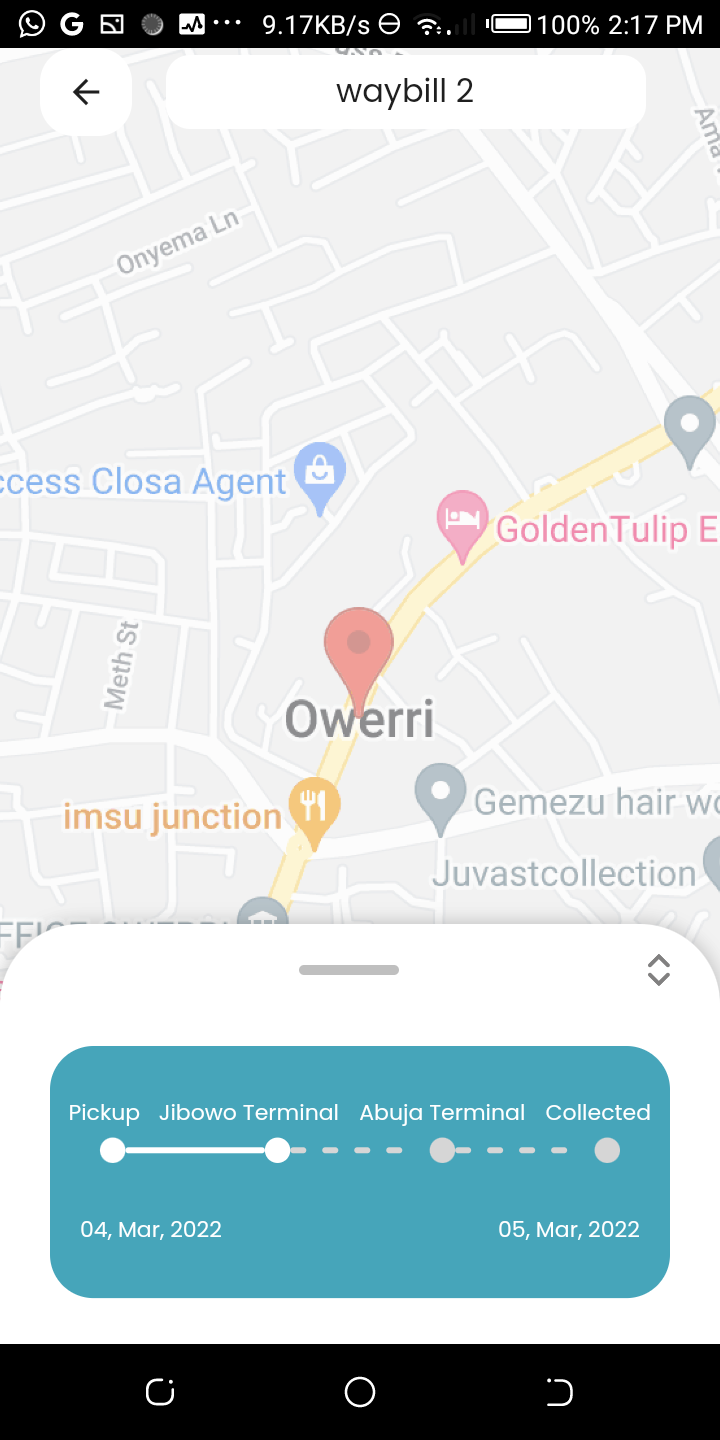 9.17KB/s 100% 2:17 PM
waybill 2
Onyema Ln
ccess Closa Agent
GoldenTulip E
Meth St
Owerri
imsu junction
Gemezu hair wo
Juvastcollection
Pickup Jibowo Terminal Abuja Terminal Collected
04, Mar, 2022 05, Mar, 2022